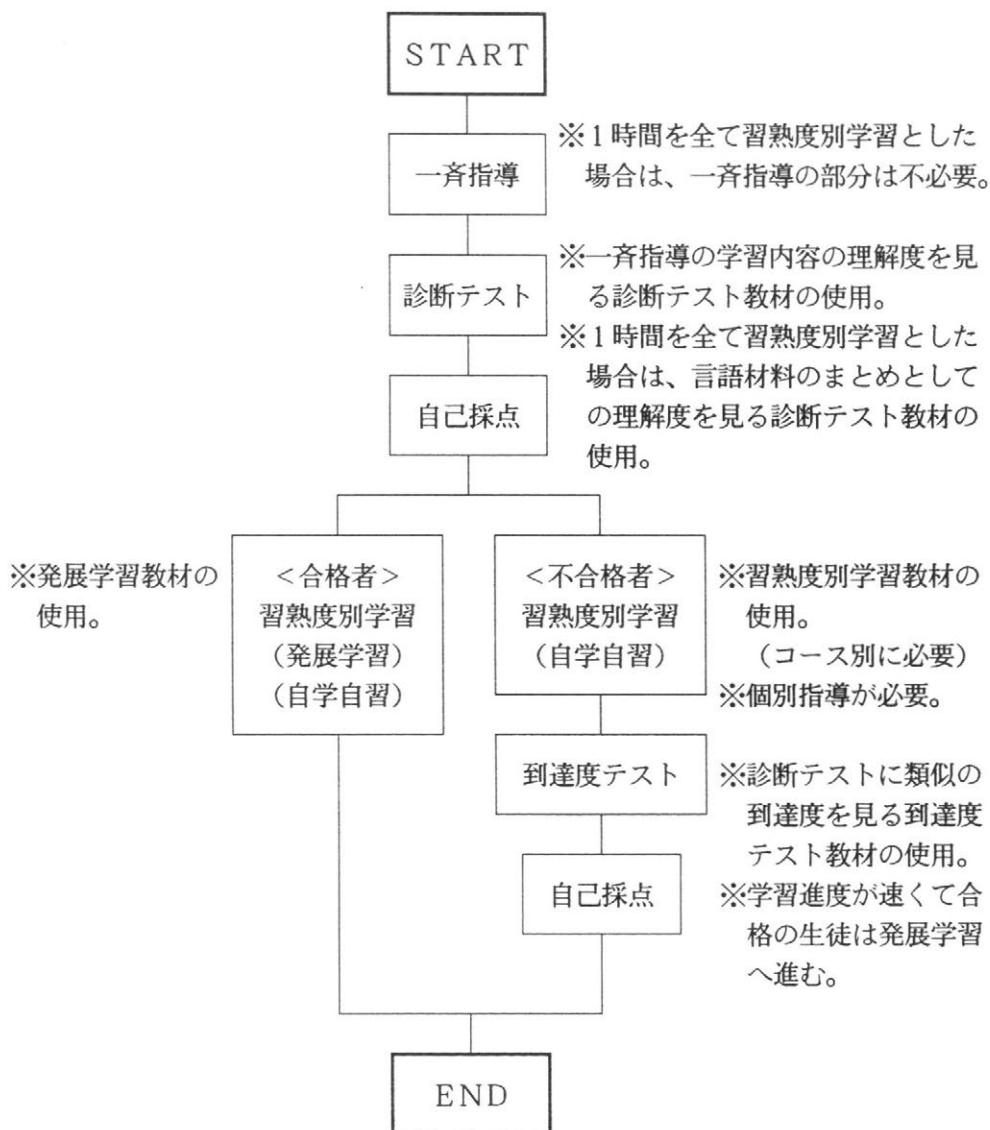 START
一斉指導
※1時間を全て習熟度別学習とした
場合は、一斉指導の部分は不必要。
診断テスト
※一斉指導の学習内容の理解度を見
る診断テスト教材の使用。
※1時間を全て習熟度別学習とした
場合は、言語材料のまとめとして
の理解度を見る診断テスト教材の
使用。
自己採点
※発展学習教材の
使用。
<合格者>
習熟度別学習
(発展学習)
(自学自習)
<不合格者>
習熟度別学習
(自学自習)
※習熟度別学習教材の
使用。
(コース別に必要)
※個別指導が必要。
到達度テスト
※診断テストに類似の
到達度を見る到達度
テスト教材の使用。
自己採点
※学習進度が速くて合
格の生徒は発展学習
へ進む。
END